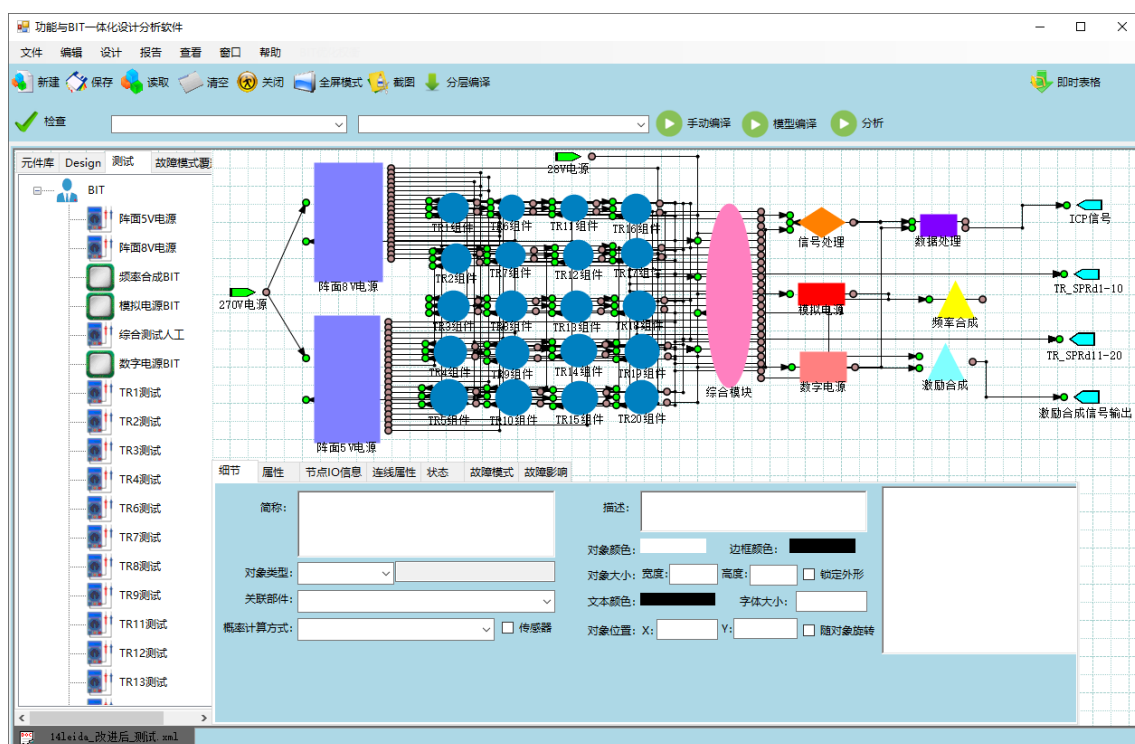 功能与BIT一体化设计分析软件
文件 编辑 设计 报告 查看 窗口 帮助
新建 保存 读取 清空 关闭 全屏模式 截图 分层编译 即时表格
检查 手动编译 模型编译 分析
元件库 Design 测试 故障模式覆
BIT
阵面5V电源
阵面8V电源
频率合成BIT
模拟电源BIT
综合测试人工
数字电源BIT
TR1测试
TR2测试
TR3测试
TR4测试
TR6测试
TR7测试
TR8测试
TR9测试
TR11测试
TR12测试
TR13测试
28V电源
TR1组件 TR6组件 TR11组件 TR16组件
信号处理 数据处理 ICP信号
TR2组件 TR7组件 TR12组件 TR17组件
阵面8V电源 TR_SPRd1-10
270V电源
模拟电源 频率合成
TR3组件 TR8组件 TR13组件 TR18组件
TR_SPRd11-20
TR4组件 TR9组件 TR14组件 TR19组件
综合模块 数字电源 激励合成
TR5组件 TR10组件 TR15组件 TR20组件
激励合成信号输出
阵面5V电源
细节 属性 节点IO信息 连线属性 状态 故障模式 故障影响
简称: 描述:
对象颜色: 边框颜色:
对象类型: 对象大小: 宽度: 高度: 锁定外形
关联部件: 文本颜色: 字体大小:
概率计算方式: 传感器 对象位置: X: Y: 随对象旋转
14leida_改进后_测试.xml